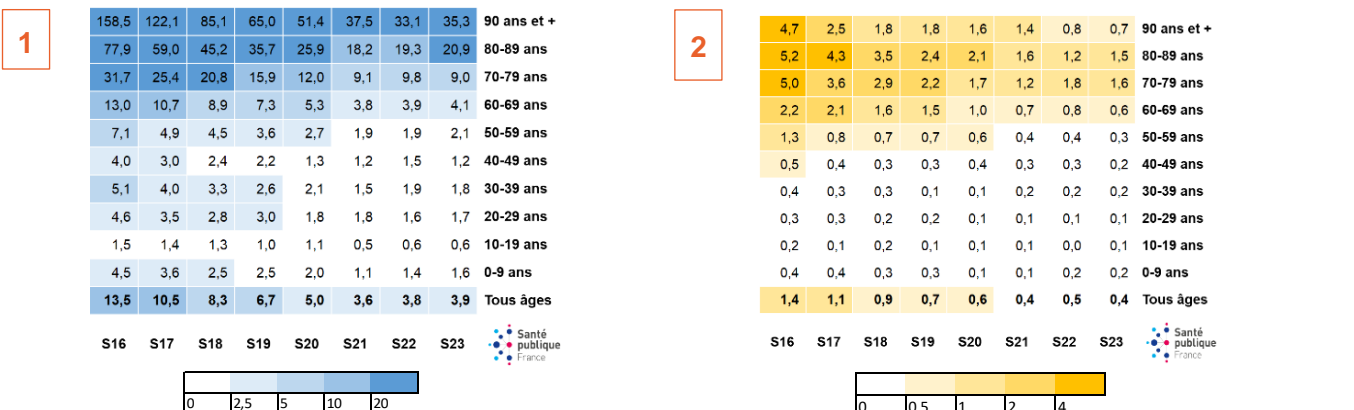 1
158,5 122,1 85,1 65,0 51,4 37,5 33,1 35,3 90 ans et +
77,9 59,0 45,2 35,7 25,9 18,2 19,3 20,9 80-89 ans
31,7 25,4 20,8 15,9 12,0 9,1 9,8 9,0 70-79 ans
13,0 10,7 8,9 7,3 5,3 3,8 3,9 4,1 60-69 ans
7,1 4,9 4,5 3,6 2,7 1,9 1,9 2,1 50-59 ans
4,0 3,0 2,4 2,2 1,3 1,2 1,5 1,2 40-49 ans
5,1 4,0 3,3 2,6 2,1 1,5 1,9 1,8 30-39 ans
4,6 3,5 2,8 3,0 1,8 1,8 1,6 1,7 20-29 ans
1,5 1,4 1,3 1,0 1,1 0,5 0,6 0,6 10-19 ans
4,5 3,6 2,5 2,5 2,0 1,1 1,4 1,6 0-9 ans
13,5 10,5 8,3 6,7 5,0 3,6 3,8 3,9 Tous âges
S16 S17 S18 S19 S20 S21 S22 S23
Santé
publique
France
0 2,5 5 10 20
2
4,7 2,5 1,8 1,8 1,6 1,4 0,8 0,7 90 ans et +
5,2 4,3 3,5 2,4 2,1 1,6 1,2 1,5 80-89 ans
5,0 3,6 2,9 2,2 1,7 1,2 1,8 1,6 70-79 ans
2,2 2,1 1,6 1,5 1,0 0,7 0,8 0,6 60-69 ans
1,3 0,8 0,7 0,7 0,6 0,4 0,4 0,3 50-59 ans
0,5 0,4 0,3 0,3 0,4 0,3 0,3 0,2 40-49 ans
0,4 0,3 0,3 0,1 0,1 0,2 0,2 0,2 30-39 ans
0,3 0,3 0,2 0,2 0,1 0,1 0,1 0,1 20-29 ans
0,2 0,1 0,2 0,1 0,1 0,1 0,0 0,1 10-19 ans
0,4 0,4 0,3 0,3 0,1 0,1 0,2 0,2 0-9 ans
1,4 1,1 0,9 0,7 0,6 0,4 0,5 0,4 Tous âges
S16 S17 S18 S19 S20 S21 S22 S23
Santé
publique
France
0 0,5 1 2 4